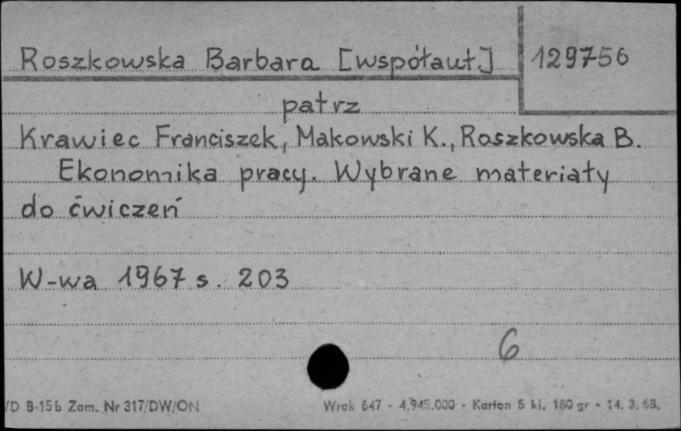 Roszkowska Barbara [współaut.] 129756
patrz
Krawiec Franciszek, Makowski K., Roszkowska B.
Ekonomika pracy. Wybrane materiały
do ćwiczeń
W-wa 1967 s. 203
6
/D B-15b Zam. Nr 317/DW/ON Wrok 647 - 4.945.000 - Karton 5 kl. 180 gr - 14. 3. 68.